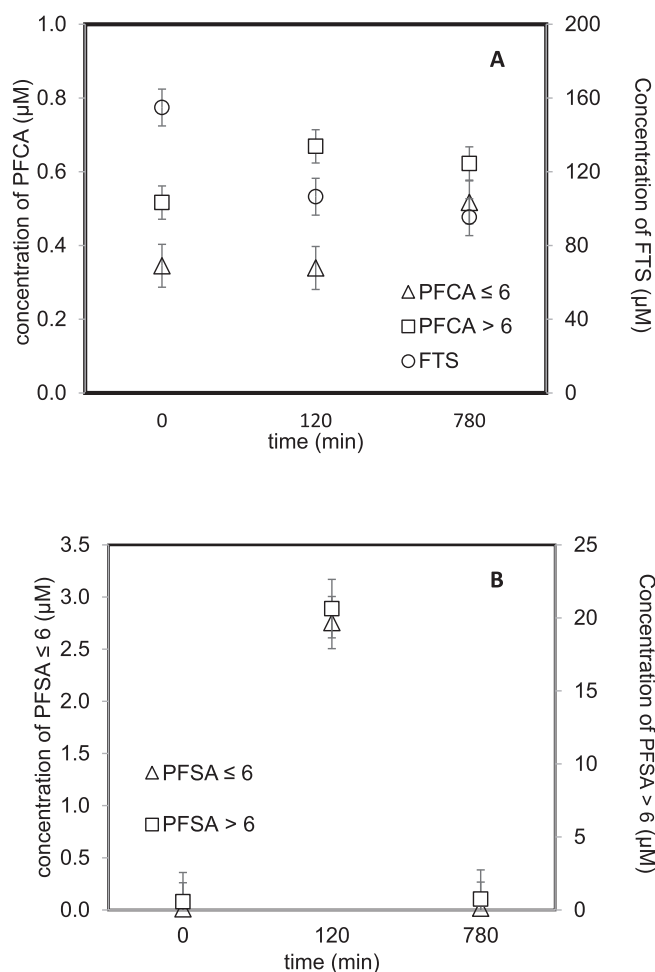 A
concentration of PFCA (µM)
1.0
0.8
0.6
0.4
0.2
0.0
Concentration of FTS (µM)
200
160
120
80
40
0
PFCA ≤ 6
PFCA > 6
FTS
0 120 780
time (min)
B
concentration of PFSA ≤ 6 (µM)
3.5
3.0
2.5
2.0
1.5
1.0
0.5
0.0
Concentration of PFSA > 6 (µM)
25
20
15
10
5
0
PFSA ≤ 6
PFSA > 6
0 120 780
time (min)